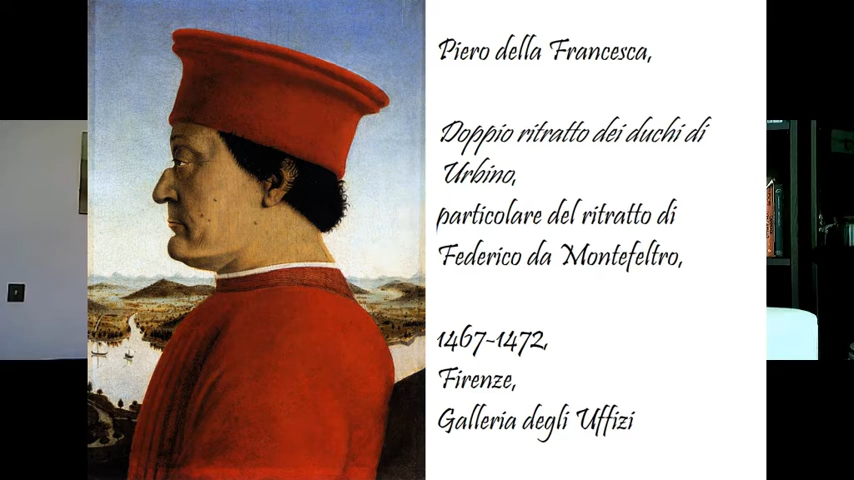 Piero della Francesca,
Doppio ritratto dei duchi di
Urbino,
particolare del ritratto di
Federico da Montefeltro,
1467-1472,
Firenze,
Galleria degli Uffizi